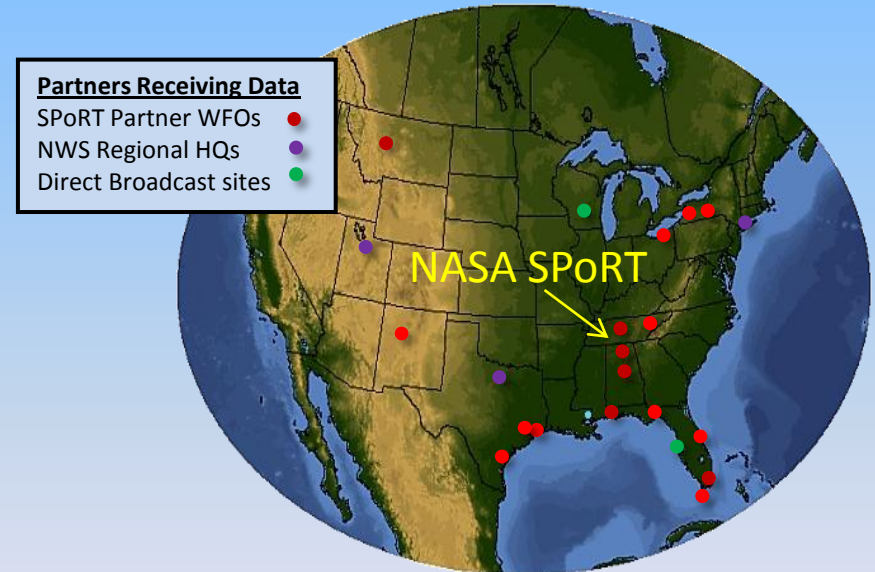 Partners Receiving Data
SPoRT Partner WFOs
NWS Regional HQs
Direct Broadcast sites
NASA SPoRT